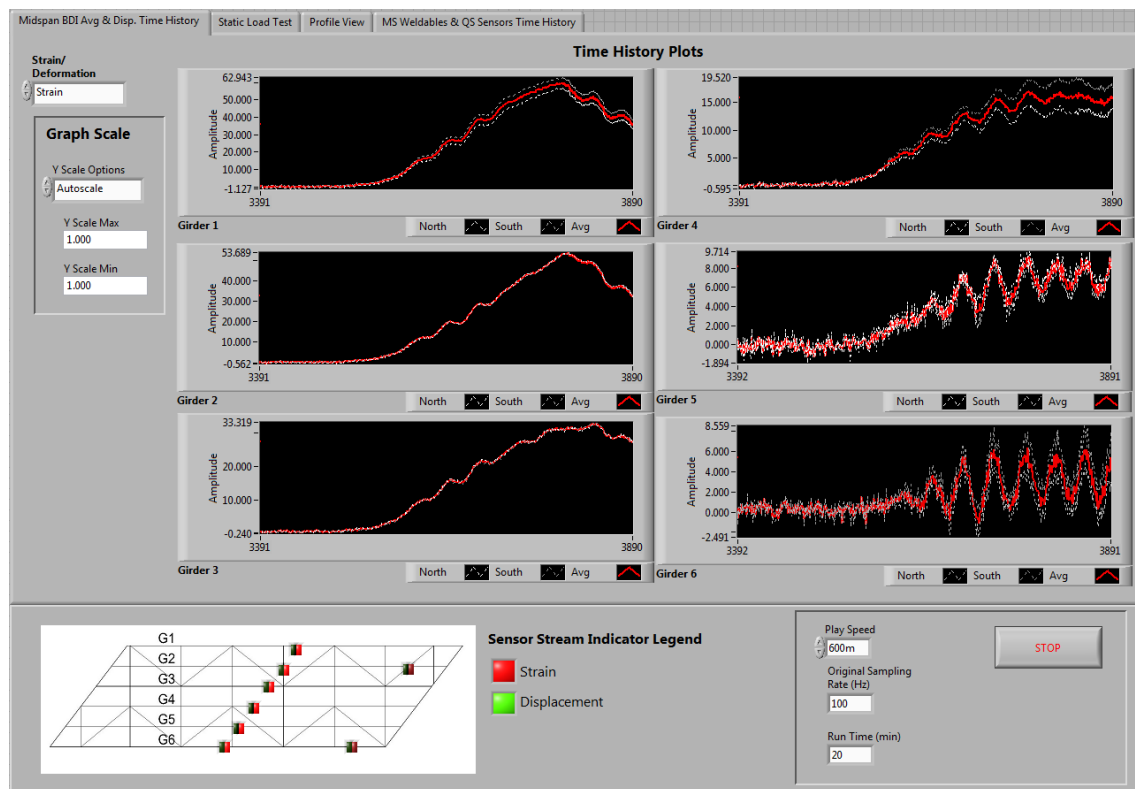 Midspan BDI Avg & Disp. Time History Static Load Test Profile View MS Weldables & QS Sensors Time History
Time History Plots
Strain/
Deformation
Strain
Graph Scale
Y Scale Options
Autoscale
Y Scale Max
1.000
Y Scale Min
1.000
Amplitude
62.943
50.000
40.000
30.000
20.000
10.000
-1.127
3391 3890
Girder 1 North South Avg
Amplitude
19.520
15.000
10.000
5.000
-0.595
3391 3890
Girder 4 North South Avg
Amplitude
53.689
40.000
30.000
20.000
10.000
-0.562
3391 3890
Girder 2 North South Avg
Amplitude
9.714
8.000
6.000
4.000
2.000
0.000
-1.894
3392 3891
Girder 5 North South Avg
Amplitude
33.319
20.000
10.000
-0.240
3391 3890
Girder 3 North South Avg
Amplitude
8.559
6.000
4.000
2.000
0.000
-2.491
3392 3891
Girder 6 North South Avg
G1
G2
G3
G4
G5
G6
Sensor Stream Indicator Legend
Strain
Displacement
Play Speed
600m
Original Sampling
Rate (Hz)
100
Run Time (min)
20
STOP